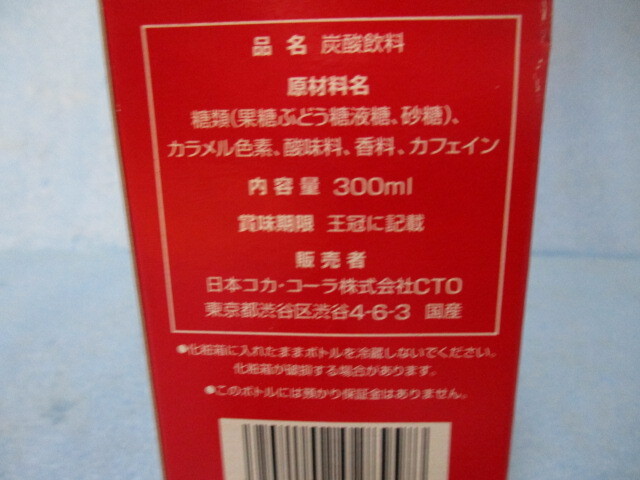 品名 炭酸飲料
原材料名
糖類(果糖ぶどう糖液糖、砂糖)、
カラメル色素、酸味料、香料、カフェイン
内容量 300ml
賞味期限 王冠に記載
販売者
日本コカ・コーラ株式会社CTO
東京都渋谷区渋谷4-6-3 国産
●化粧箱に入れたままボトルを冷蔵しないでください。
化粧箱が破損する場合があります。
●このボトルには預かり保証金はありません。